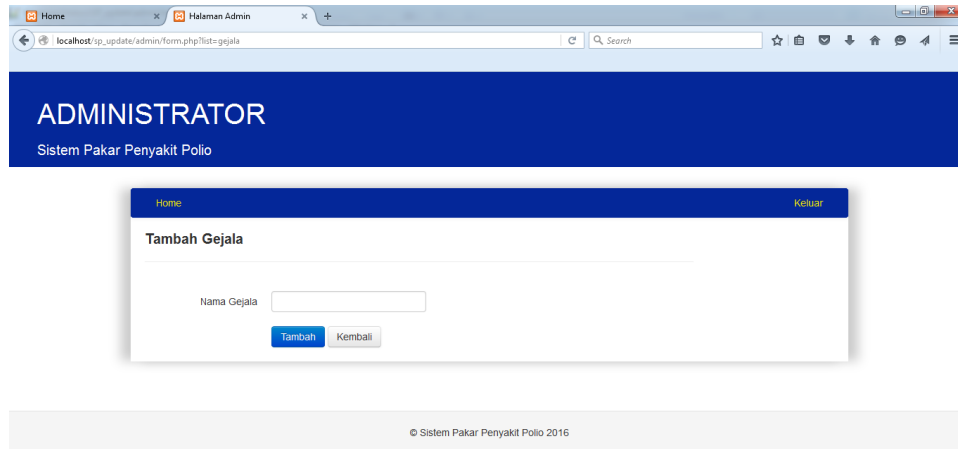 Home
Halaman Admin
localhost/sp_update/admin/form.php?list=gejala
Search
ADMINISTRATOR
Sistem Pakar Penyakit Polio
Home
Keluar
Tambah Gejala
Nama Gejala
Tambah
Kembali
© Sistem Pakar Penyakit Polio 2016